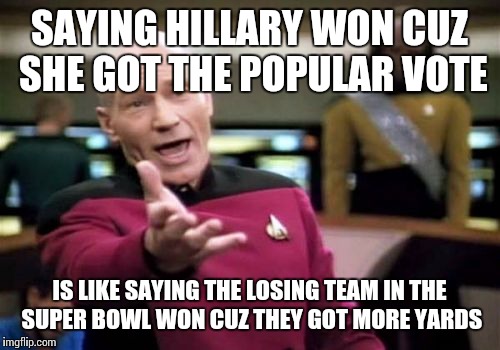 SAYING HILLARY WON CUZ
SHE GOT THE POPULAR VOTE
IS LIKE SAYING THE LOSING TEAM IN THE
SUPER BOWL WON CUZ THEY GOT MORE YARDS
imgflip.com